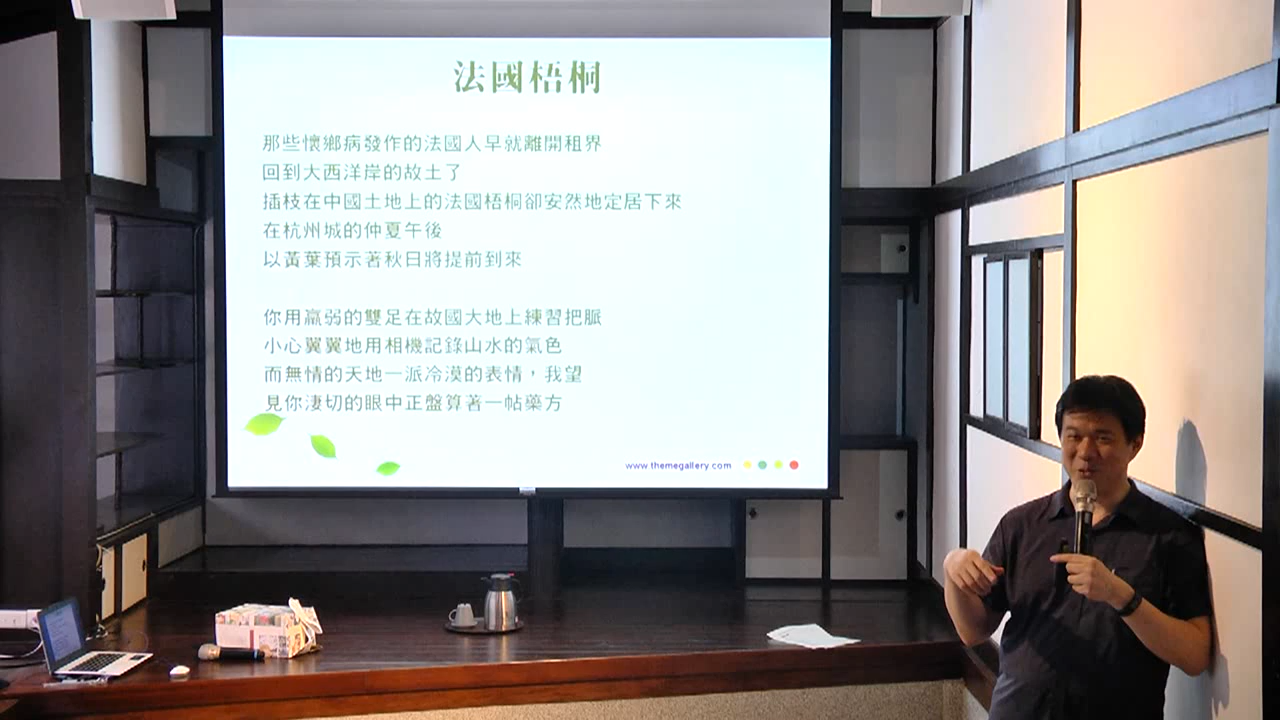 法國梧桐
那些懷鄉病發作的法國人早就離開租界
回到大西洋岸的故土了
插枝在中國土地上的法國梧桐卻安然地定居下來
在杭州城的仲夏午後
以黃葉預示著秋日將提前到來
你用羸弱的雙足在故國大地上練習把脈
小心翼翼地用相機記錄山水的氣色
而無情的天地一派冷漠的表情，我望
見你淒切的眼中正盤算著一帖藥方
www.themegallery.com